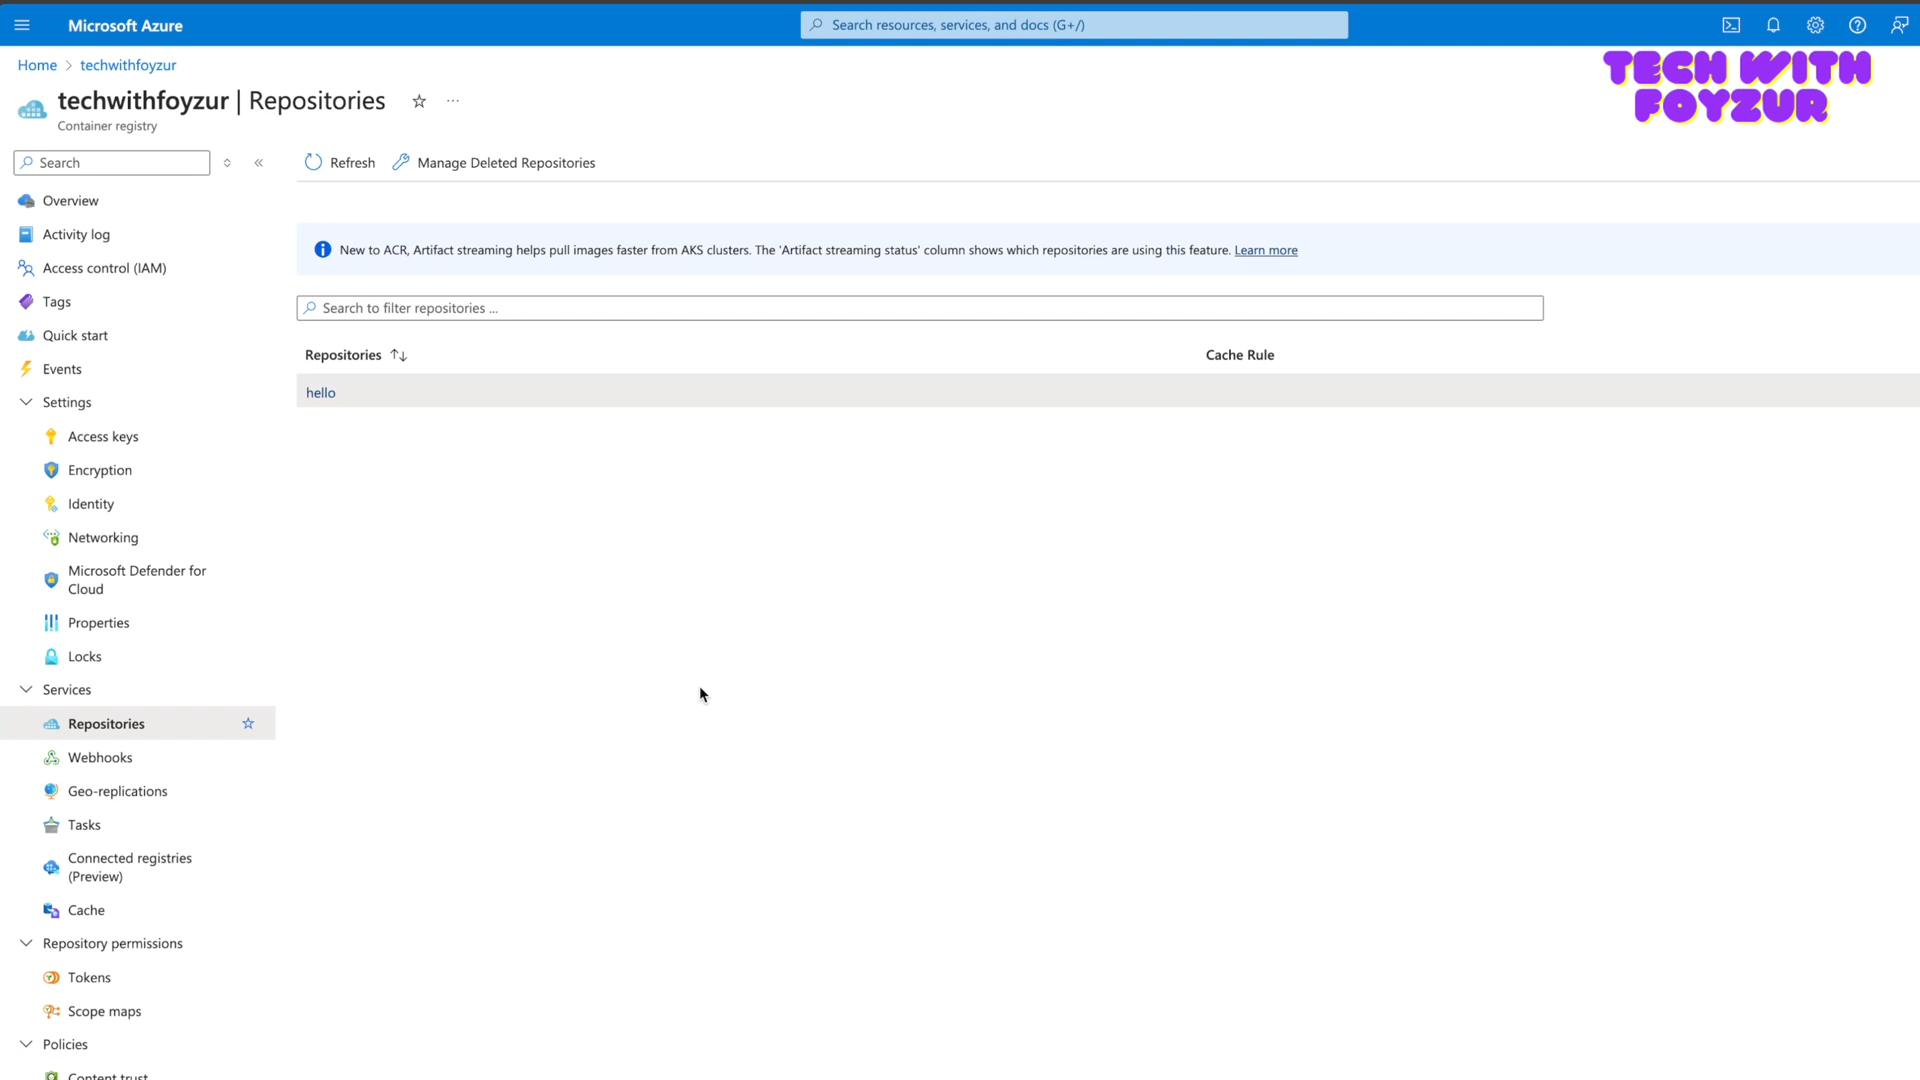 Microsoft Azure
Search resources, services, and docs (G+/)
Home > techwithfoyzur
TECH WITH
FOYZUR
techwithfoyzur | Repositories
Container registry
Search
Refresh
Manage Deleted Repositories
Overview
Activity log
Access control (IAM)
Tags
Quick start
Events
Settings
Access keys
Encryption
Identity
Networking
Microsoft Defender for
Cloud
Properties
Locks
Services
Repositories
Webhooks
Geo-replications
Tasks
Connected registries
(Preview)
Cache
Repository permissions
Tokens
Scope maps
Policies
Content trust
New to ACR, Artifact streaming helps pull images faster from AKS clusters. The 'Artifact streaming status' column shows which repositories are using this feature. Learn more
Search to filter repositories ...
Repositories
Cache Rule
hello